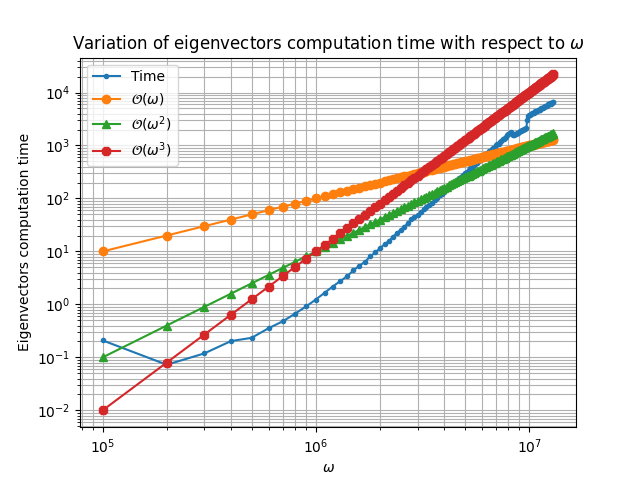 Variation of eigenvectors computation time with respect to ω
Time
𝒪(ω)
𝒪(ω²)
𝒪(ω³)
Eigenvectors computation time
10⁴
10³
10²
10¹
10⁰
10⁻¹
10⁻²
10⁵
10⁶
10⁷
ω